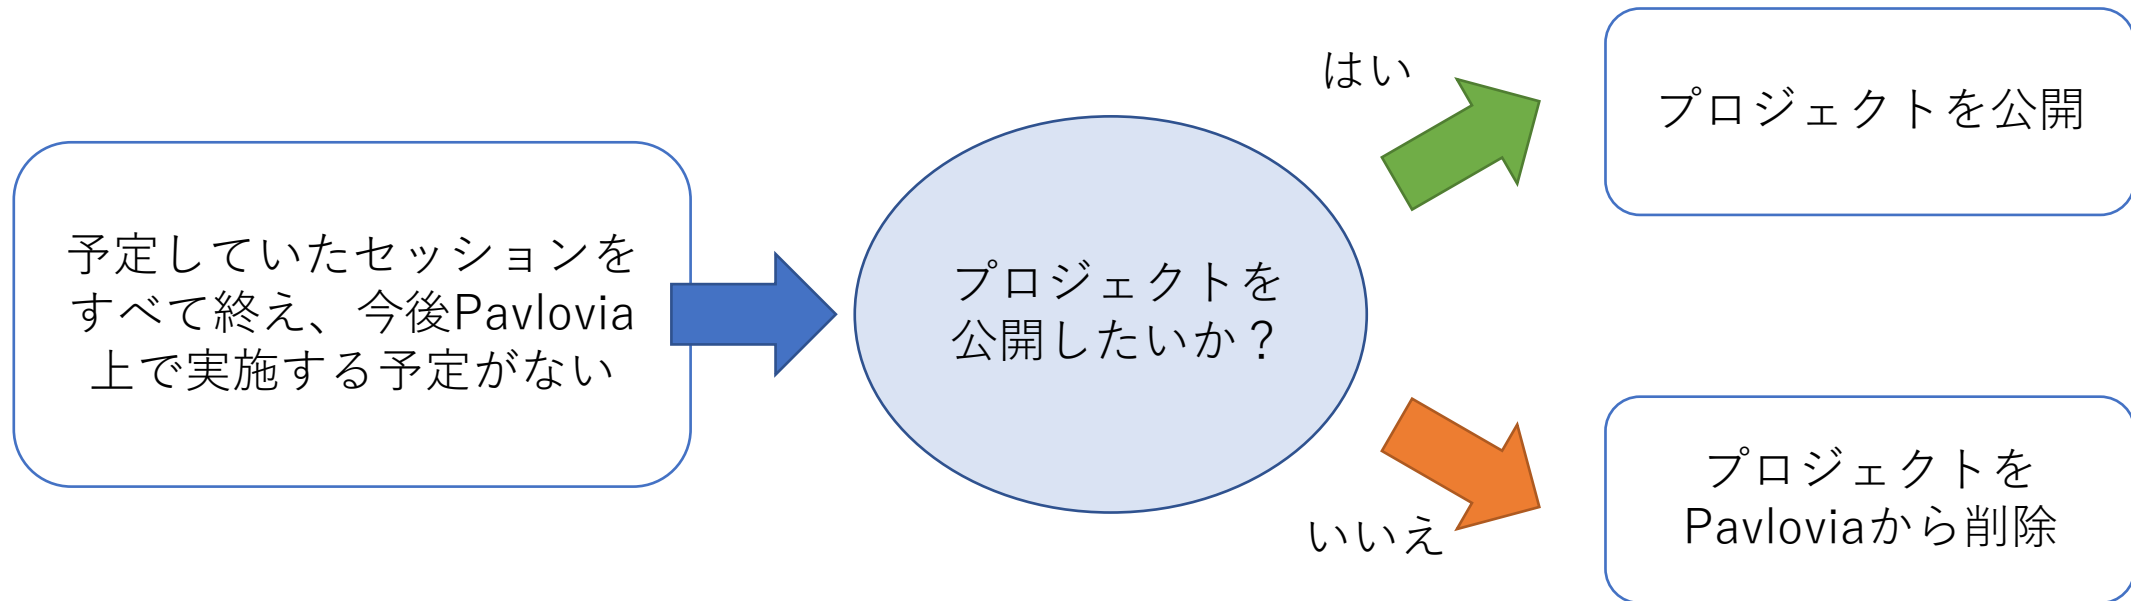 予定していたセッションを
すべて終え、今後Pavlovia
上で実施する予定がない
プロジェクトを
公開したいか？
はい
プロジェクトを公開
いいえ
プロジェクトを
Pavloviaから削除